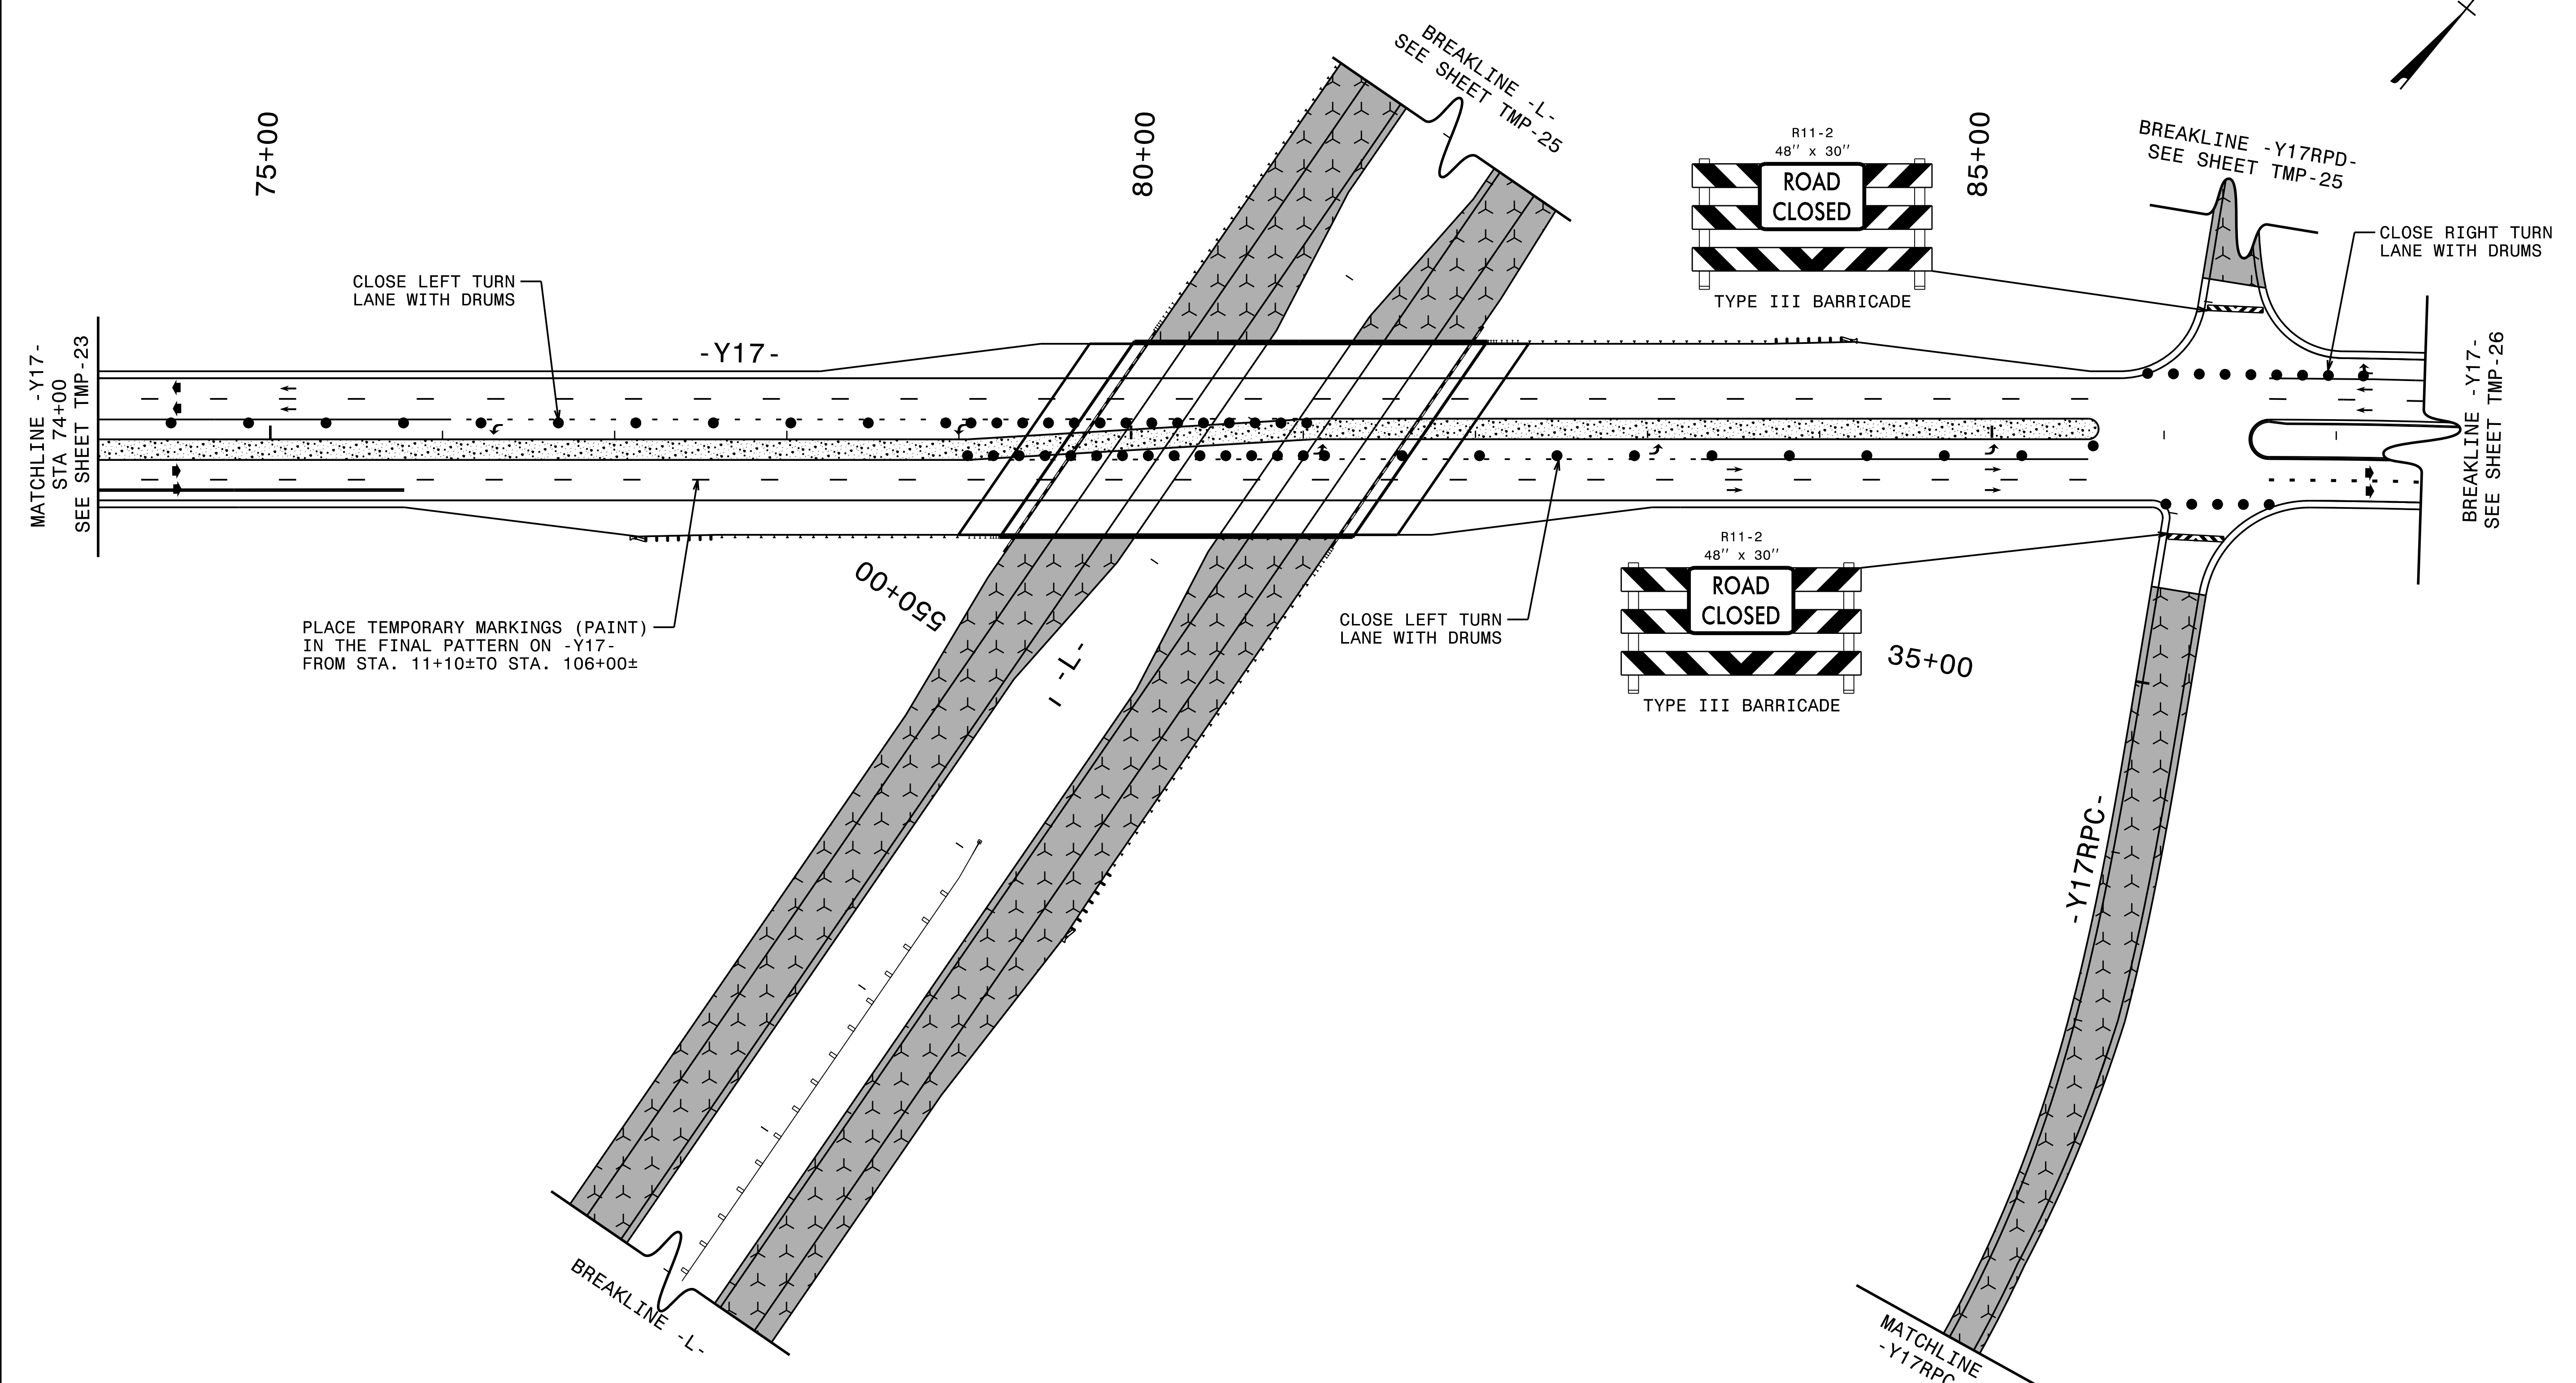 BREAKLINE -L-
SEE SHEET TMP-25
75+00
80+00
85+00
R11-2
48" x 30"
ROAD
CLOSED
TYPE III BARRICADE
BREAKLINE -Y17RPD-
SEE SHEET TMP-25
CLOSE RIGHT TURN
LANE WITH DRUMS
CLOSE LEFT TURN
LANE WITH DRUMS
-Y17-
MATCHLINE -Y17-
STA 74+00
SEE SHEET TMP-23
BREAKLINE -Y17-
SEE SHEET TMP-26
550+00
PLACE TEMPORARY MARKINGS (PAINT)
IN THE FINAL PATTERN ON -Y17-
FROM STA. 11+10±TO STA. 106+00±
-L-
CLOSE LEFT TURN
LANE WITH DRUMS
R11-2
48" x 30"
ROAD
CLOSED
TYPE III BARRICADE
35+00
-Y17RPC-
BREAKLINE -L-
MATCHLINE
-Y17RPC